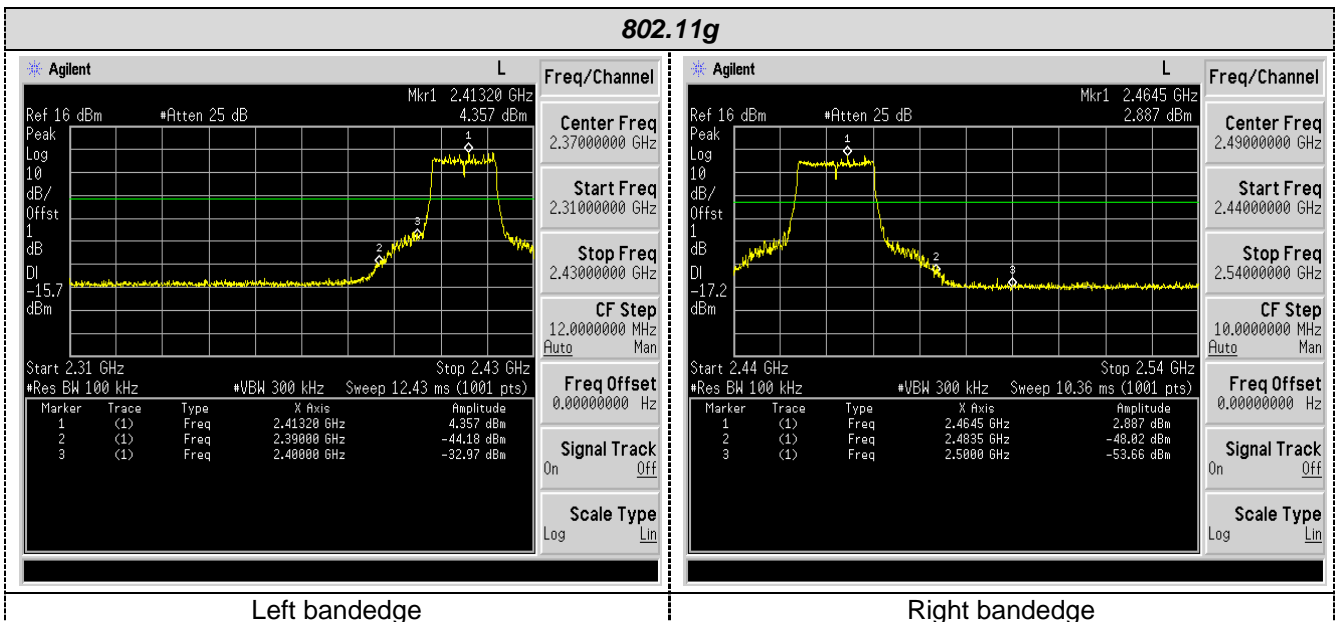 802.11g
Agilent L
Mkr1 2.41320 GHz
Ref 16 dBm #Atten 25 dB 4.357 dBm
Peak
Log
10
dB/
Offst
1
dB
DI
-15.7
dBm
1
2
3
Start 2.31 GHz Stop 2.43 GHz
#Res BW 100 kHz #VBW 300 kHz Sweep 12.43 ms (1001 pts)
Marker Trace Type X Axis Amplitude
1 (1) Freq 2.41320 GHz 4.357 dBm
2 (1) Freq 2.39000 GHz -44.18 dBm
3 (1) Freq 2.40000 GHz -32.97 dBm
Freq/Channel
Center Freq
2.37000000 GHz
Start Freq
2.31000000 GHz
Stop Freq
2.43000000 GHz
CF Step
12.0000000 MHz
Auto Man
Freq Offset
0.00000000 Hz
Signal Track
On Off
Scale Type
Log Lin
Left bandedge
Agilent L
Mkr1 2.4645 GHz
Ref 16 dBm #Atten 25 dB 2.887 dBm
Peak
Log
10
dB/
Offst
1
dB
DI
-17.2
dBm
1
2
3
Start 2.44 GHz Stop 2.54 GHz
#Res BW 100 kHz #VBW 300 kHz Sweep 10.36 ms (1001 pts)
Marker Trace Type X Axis Amplitude
1 (1) Freq 2.4645 GHz 2.887 dBm
2 (1) Freq 2.4835 GHz -48.02 dBm
3 (1) Freq 2.5000 GHz -53.66 dBm
Freq/Channel
Center Freq
2.49000000 GHz
Start Freq
2.44000000 GHz
Stop Freq
2.54000000 GHz
CF Step
10.0000000 MHz
Auto Man
Freq Offset
0.00000000 Hz
Signal Track
On Off
Scale Type
Log Lin
Right bandedge